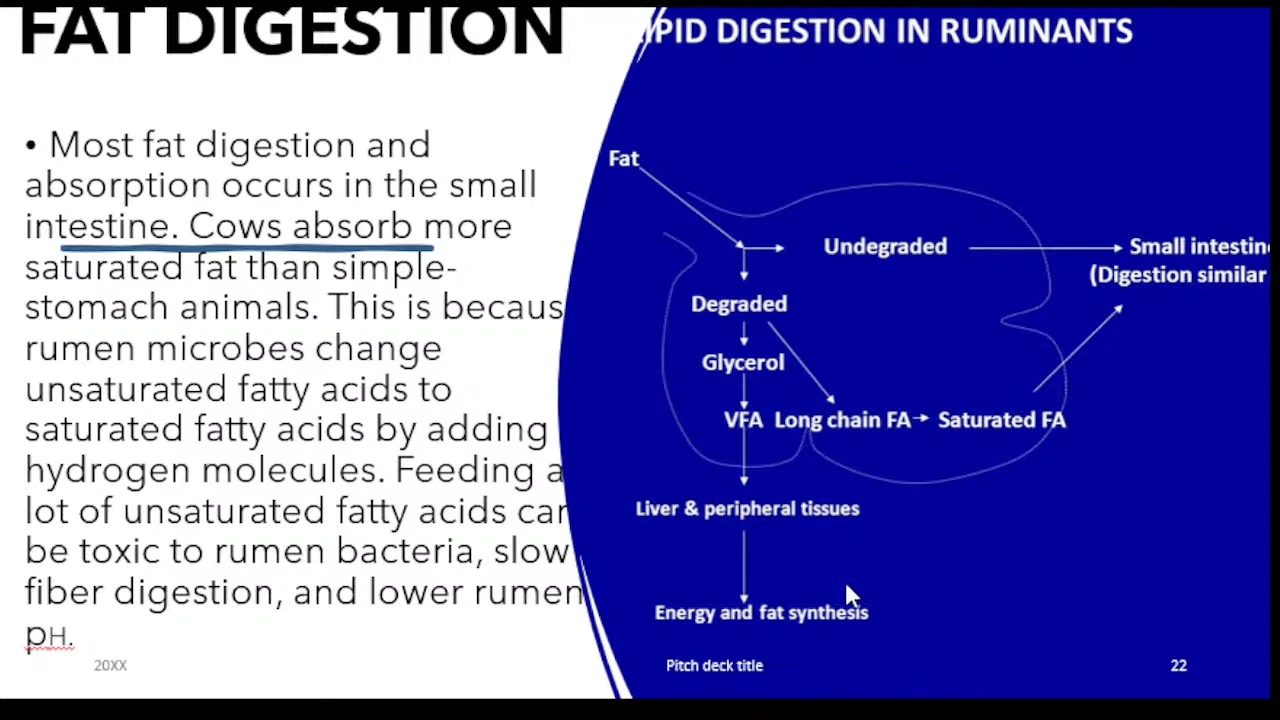 FAT DIGESTION
• Most fat digestion and
absorption occurs in the small
intestine. Cows absorb more
saturated fat than simple-
stomach animals. This is becaus
rumen microbes change
unsaturated fatty acids to
saturated fatty acids by adding
hydrogen molecules. Feeding a
lot of unsaturated fatty acids can
be toxic to rumen bacteria, slow
fiber digestion, and lower rumen
pH.
20XX
IPID DIGESTION IN RUMINANTS
Fat
Undegraded
Small intestin
(Digestion similar
Degraded
Glycerol
VFA Long chain FA Saturated FA
Liver & peripheral tissues
Energy and fat synthesis
Pitch deck title
22